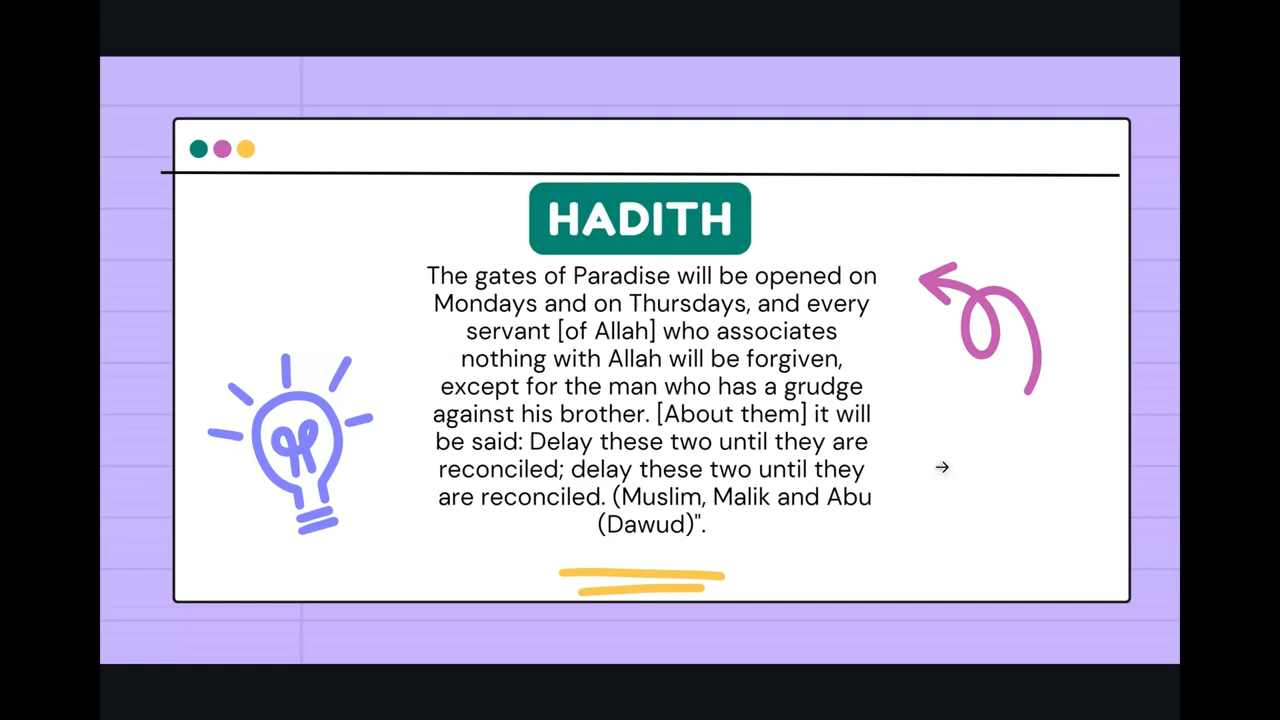 HADITH
The gates of Paradise will be opened on
Mondays and on Thursdays, and every
servant [of Allah] who associates
nothing with Allah will be forgiven,
except for the man who has a grudge
against his brother. [About them] it will
be said: Delay these two until they are
reconciled; delay these two until they
are reconciled. (Muslim, Malik and Abu
(Dawud)".